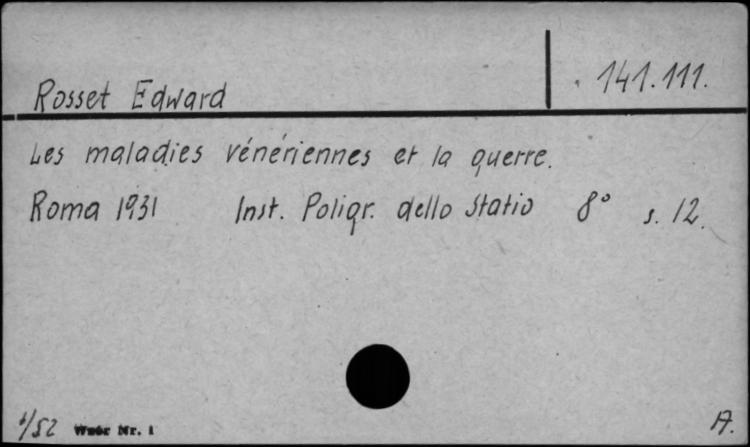 Rosset Edward
141.111.
Les maladies vénériennes et la guerre.
Roma 1931 Inst. Poligr. dello Statio 8° s. 12.
1/52 Wzór Nr. 1 A.